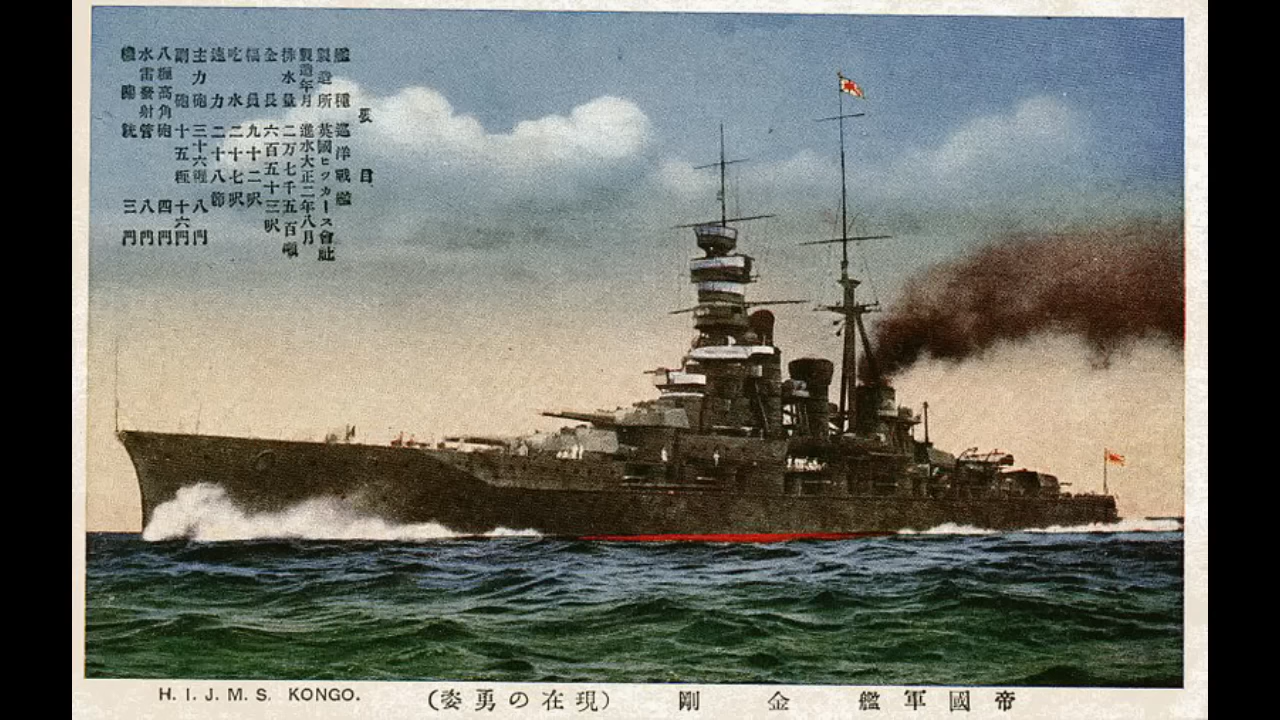 要目
艦種 巡洋戰艦
製造所 英國ヒツカース會社
製造年月 進水大正二年八月
排水量 二万七千五百噸
全長 六百五十三呎
幅員 九十二呎
吃水 二十七呎
速力 二十八節
主力砲 三十六糎 八門
副砲 十五糎 十六門
八糎高角砲 四門
水雷發射管 八門
機關銃 三門
H. I. J. M. S. KONGO.
帝國軍艦 金剛 (現在の勇姿)